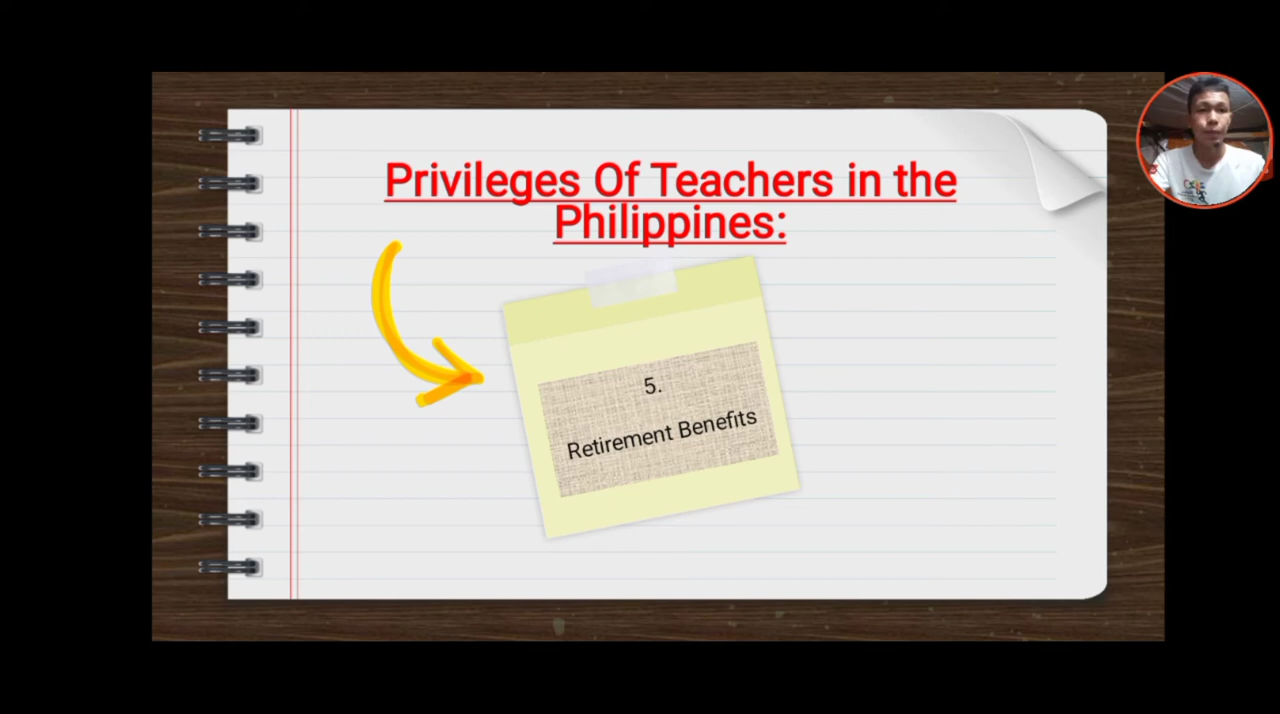 Privileges Of Teachers in the
Philippines:
5.
Retirement Benefits